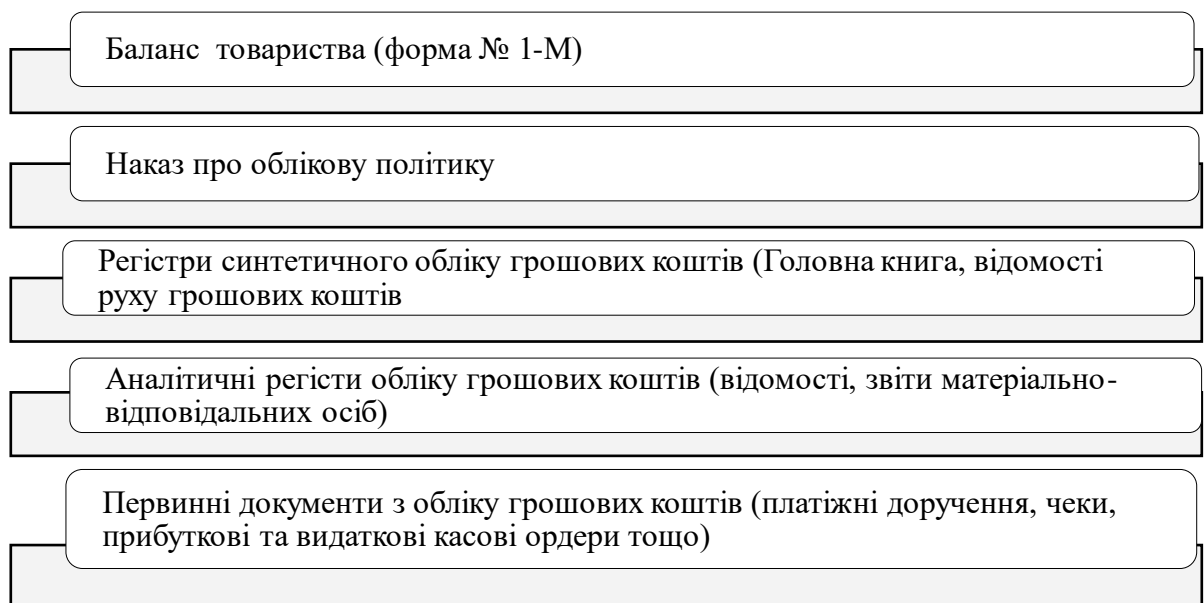 Баланс товариства (форма № 1-М)
Наказ про облікову політику
Регістри синтетичного обліку грошових коштів (Головна книга, відомості
руху грошових коштів
Аналітичні регісти обліку грошових коштів (відомості, звіти матеріально-
відповідальних осіб)
Первинні документи з обліку грошових коштів (платіжні доручення, чеки,
прибуткові та видаткові касові ордери тощо)